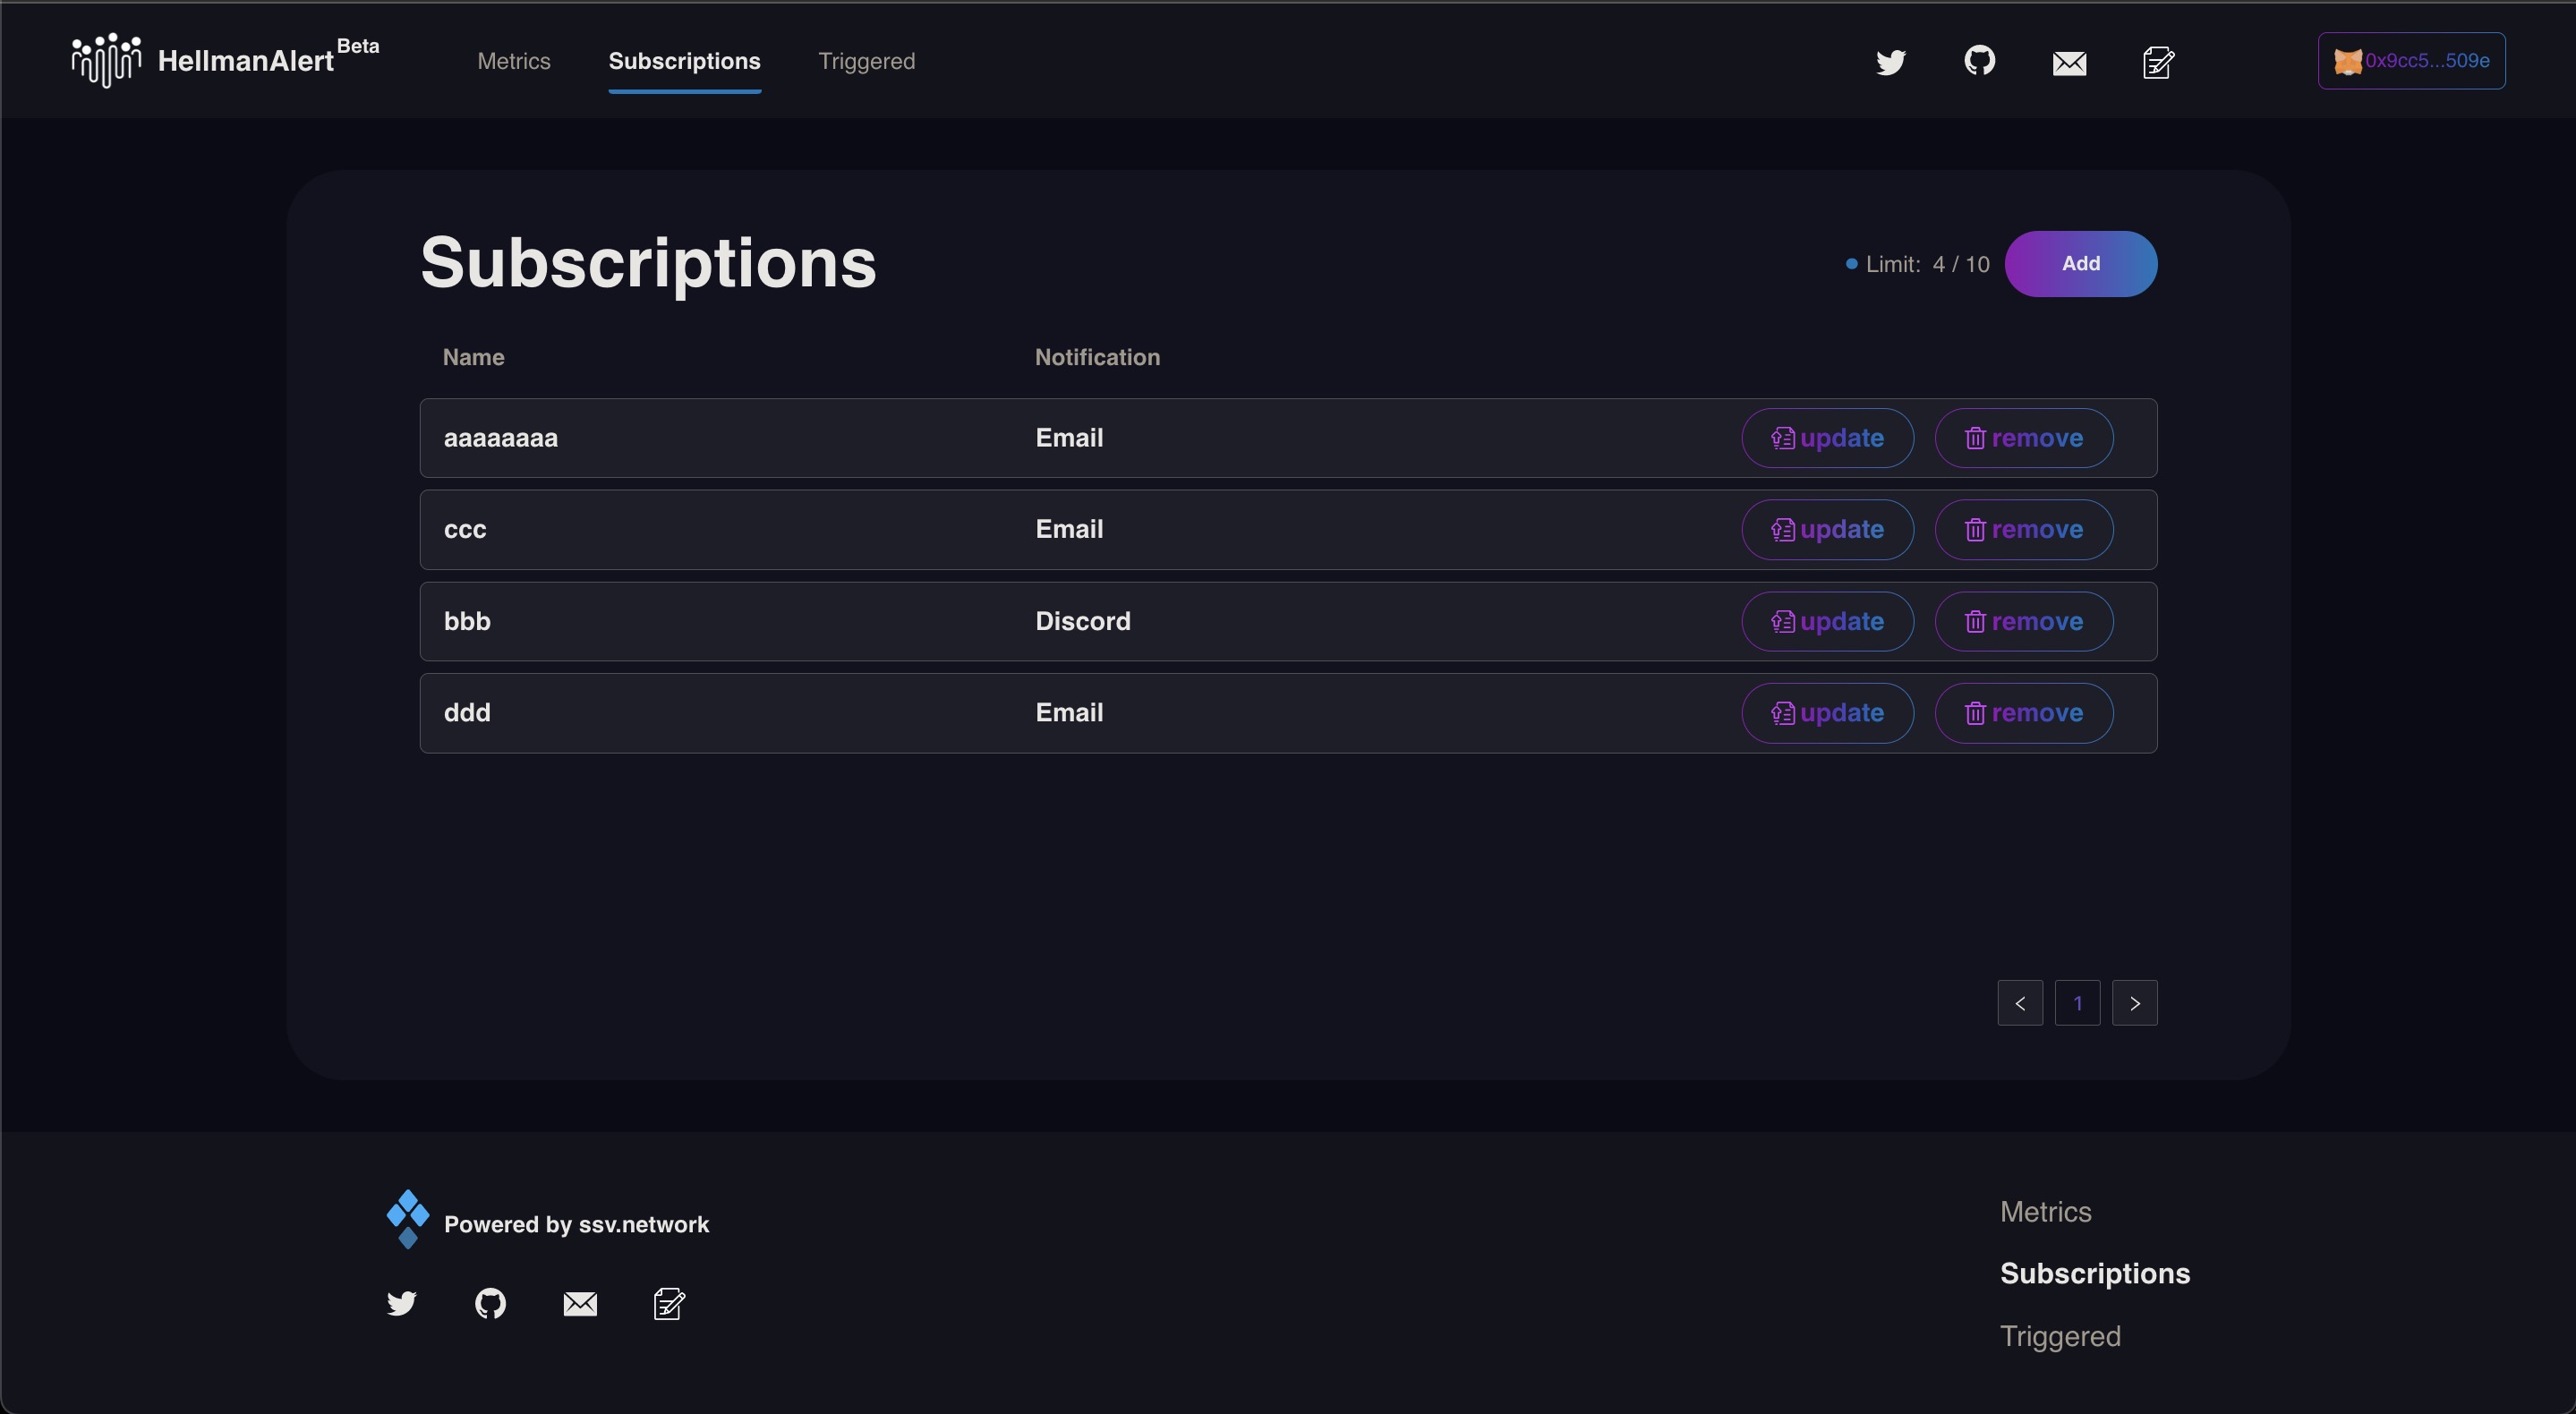 HellmanAlert Beta Metrics Subscriptions Triggered 0x9cc5...509e
Subscriptions Limit: 4 / 10 Add
Name Notification
aaaaaaaa Email update remove
ccc Email update remove
bbb Discord update remove
ddd Email update remove
< 1 >
Powered by ssv.network
Metrics
Subscriptions
Triggered